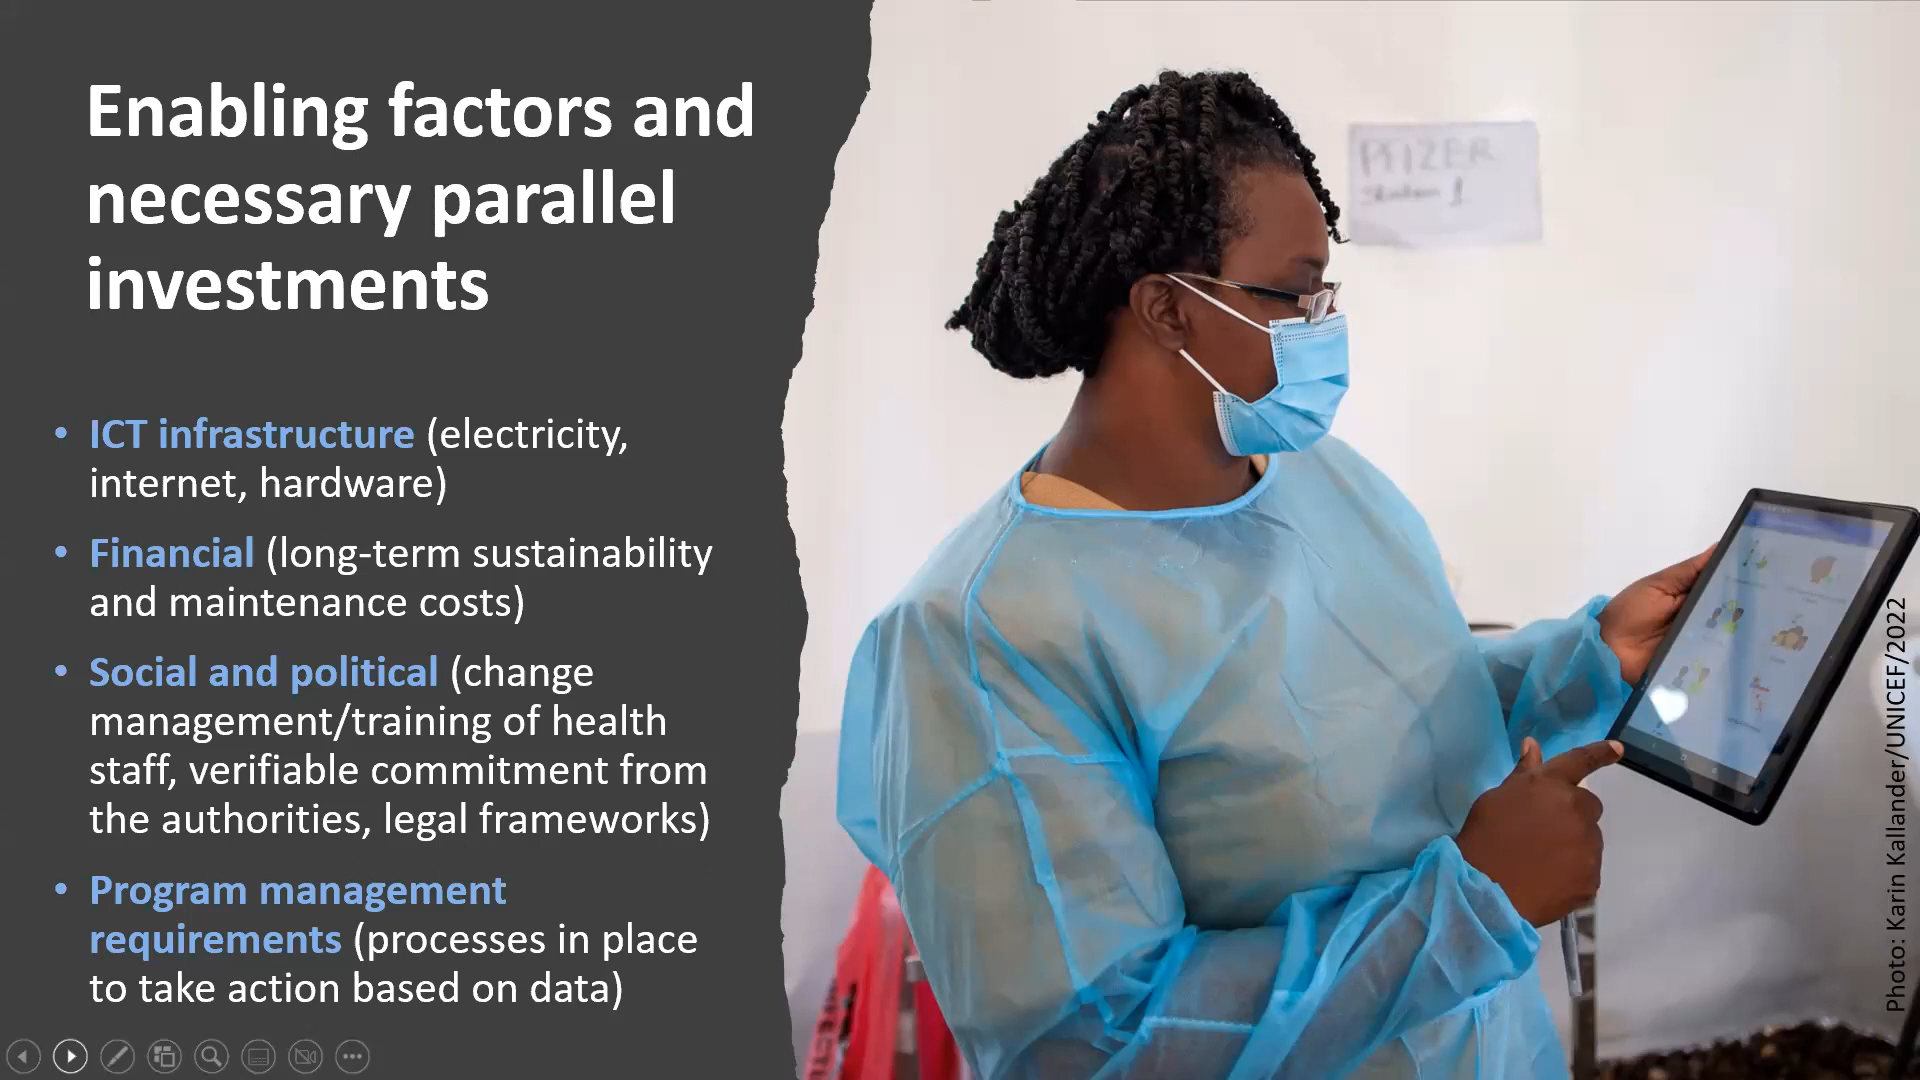 Enabling factors and
necessary parallel
investments
• ICT infrastructure (electricity,
internet, hardware)
• Financial (long-term sustainability
and maintenance costs)
• Social and political (change
management/training of health
staff, verifiable commitment from
the authorities, legal frameworks)
• Program management
requirements (processes in place
to take action based on data)
PFIZER
Photo: Karin Kallander/UNICEF/2022